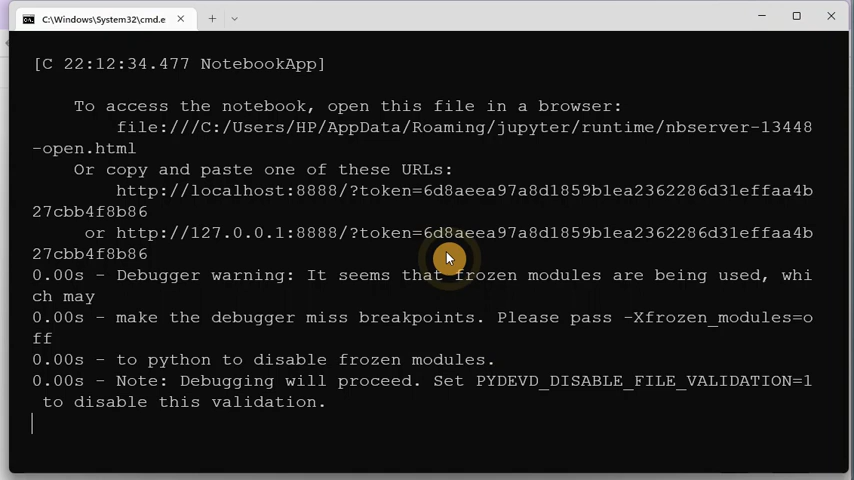 C:\Windows\System32\cmd.e
[C 22:12:34.477 NotebookApp]
To access the notebook, open this file in a browser:
file:///C:/Users/HP/AppData/Roaming/jupyter/runtime/nbserver-13448
-open.html
Or copy and paste one of these URLs:
http://localhost:8888/?token=6d8aeea97a8d1859b1ea2362286d31effaa4b
27cbb4f8b86
or http://127.0.0.1:8888/?token=6d8aeea97a8d1859b1ea2362286d31effaa4b
27cbb4f8b86
0.00s - Debugger warning: It seems that frozen modules are being used, whi
ch may
0.00s - make the debugger miss breakpoints. Please pass -Xfrozen_modules=o
ff
0.00s - to python to disable frozen modules.
0.00s - Note: Debugging will proceed. Set PYDEVD_DISABLE_FILE_VALIDATION=1
to disable this validation.